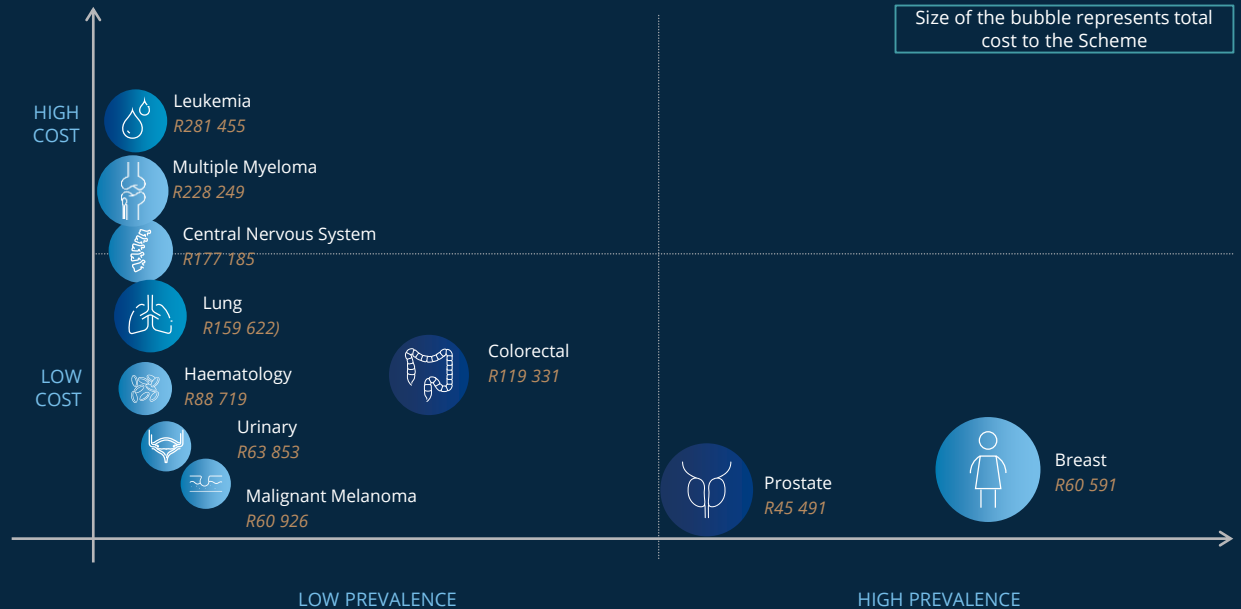 Size of the bubble represents total
cost to the Scheme
HIGH
COST
Leukemia
R281 455
Multiple Myeloma
R228 249
Central Nervous System
R177 185
Lung
R159 622)
Colorectal
R119 331
LOW
COST
Haematology
R88 719
Urinary
R63 853
Malignant Melanoma
R60 926
Prostate
R45 491
Breast
R60 591
LOW PREVALENCE
HIGH PREVALENCE